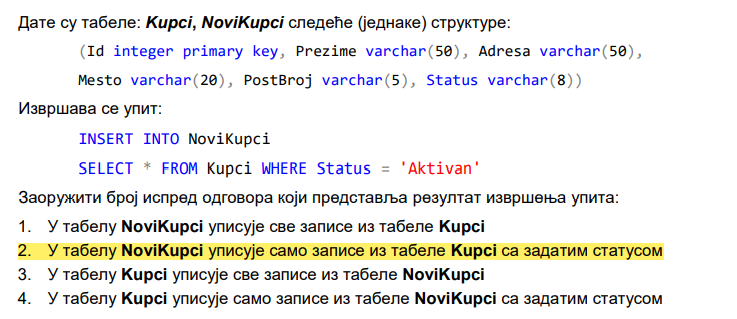 Дате су табеле: Kupci, NoviKupci следеће (једнаке) структуре:
(Id integer primary key, Prezime varchar(50), Adresa varchar(50),
Mesto varchar(20), PostBroj varchar(5), Status varchar(8))
Извршава се упит:
INSERT INTO NoviKupci
SELECT * FROM Kupci WHERE Status = 'Aktivan'
Заоружити број испред одговора који представља резултат извршења упита:
1. У табелу NoviKupci уписује све записе из табеле Kupci
2. У табелу NoviKupci уписује само записе из табеле Kupci са задатим статусом
3. У табелу Kupci уписује све записе из табеле NoviKupci
4. У табелу Kupci уписује само записе из табеле NoviKupci са задатим статусом